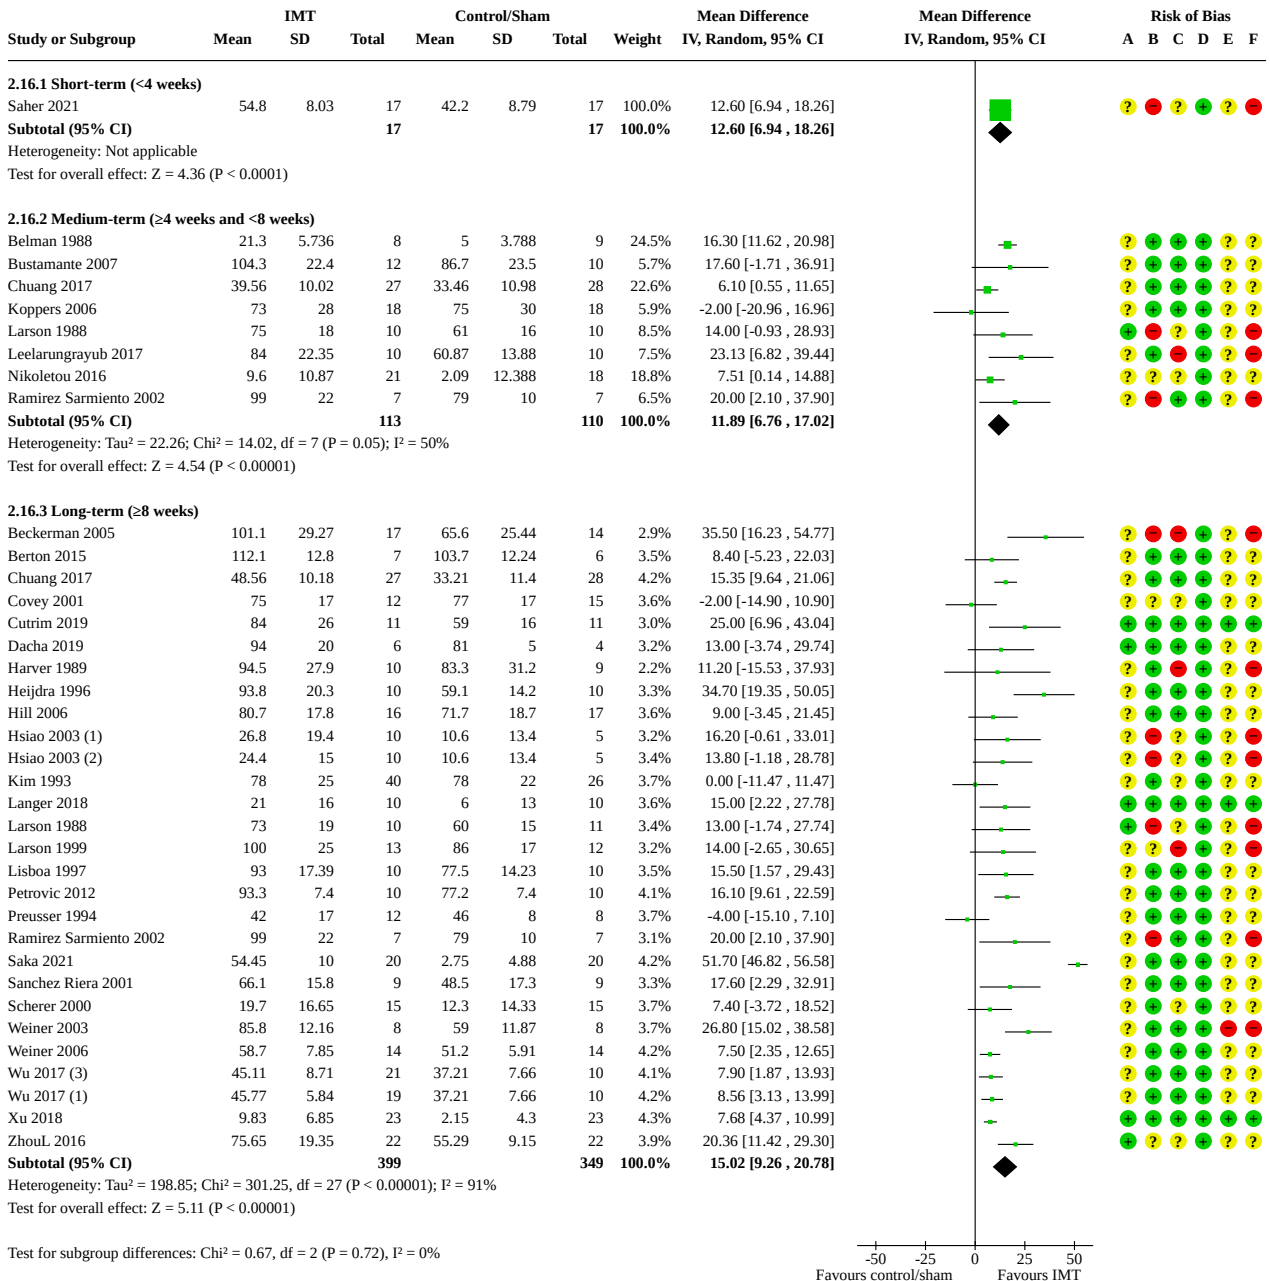 IMT Control/Sham Mean Difference Mean Difference Risk of Bias
Study or Subgroup Mean SD Total Mean SD Total Weight IV, Random, 95% CI IV, Random, 95% CI A B C D E F
2.16.1 Short-term (<4 weeks)
Saher 2021 54.8 8.03 17 42.2 8.79 17 100.0% 12.60 [6.94 , 18.26] ? − ? + ? −
Subtotal (95% CI) 17 17 100.0% 12.60 [6.94 , 18.26]
Heterogeneity: Not applicable
Test for overall effect: Z = 4.36 (P < 0.0001)
2.16.2 Medium-term (≥4 weeks and <8 weeks)
Belman 1988 21.3 5.736 8 5 3.788 9 24.5% 16.30 [11.62 , 20.98] ? + + + ? ?
Bustamante 2007 104.3 22.4 12 86.7 23.5 10 5.7% 17.60 [-1.71 , 36.91] ? + + + ? ?
Chuang 2017 39.56 10.02 27 33.46 10.98 28 22.6% 6.10 [0.55 , 11.65] ? + + + ? ?
Koppers 2006 73 28 18 75 30 18 5.9% -2.00 [-20.96 , 16.96] ? + + + ? ?
Larson 1988 75 18 10 61 16 10 8.5% 14.00 [-0.93 , 28.93] + − ? + ? −
Leelarungrayub 2017 84 22.35 10 60.87 13.88 10 7.5% 23.13 [6.82 , 39.44] ? + − + ? −
Nikoletou 2016 9.6 10.87 21 2.09 12.388 18 18.8% 7.51 [0.14 , 14.88] ? ? ? + ? ?
Ramirez Sarmiento 2002 99 22 7 79 10 7 6.5% 20.00 [2.10 , 37.90] ? − + + ? −
Subtotal (95% CI) 113 110 100.0% 11.89 [6.76 , 17.02]
Heterogeneity: Tau² = 22.26; Chi² = 14.02, df = 7 (P = 0.05); I² = 50%
Test for overall effect: Z = 4.54 (P < 0.00001)
2.16.3 Long-term (≥8 weeks)
Beckerman 2005 101.1 29.27 17 65.6 25.44 14 2.9% 35.50 [16.23 , 54.77] ? − − + ? −
Berton 2015 112.1 12.8 7 103.7 12.24 6 3.5% 8.40 [-5.23 , 22.03] ? + + + ? ?
Chuang 2017 48.56 10.18 27 33.21 11.4 28 4.2% 15.35 [9.64 , 21.06] ? + + + ? ?
Covey 2001 75 17 12 77 17 15 3.6% -2.00 [-14.90 , 10.90] ? ? ? + ? ?
Cutrim 2019 84 26 11 59 16 11 3.0% 25.00 [6.96 , 43.04] + + + + + +
Dacha 2019 94 20 6 81 5 4 3.2% 13.00 [-3.74 , 29.74] + + + + ? ?
Harver 1989 94.5 27.9 10 83.3 31.2 9 2.2% 11.20 [-15.53 , 37.93] ? + − + ? −
Heijdra 1996 93.8 20.3 10 59.1 14.2 10 3.3% 34.70 [19.35 , 50.05] ? + + + ? ?
Hill 2006 80.7 17.8 16 71.7 18.7 17 3.6% 9.00 [-3.45 , 21.45] ? + + + ? ?
Hsiao 2003 (1) 26.8 19.4 10 10.6 13.4 5 3.2% 16.20 [-0.61 , 33.01] ? − ? + ? −
Hsiao 2003 (2) 24.4 15 10 10.6 13.4 5 3.4% 13.80 [-1.18 , 28.78] ? − ? + ? −
Kim 1993 78 25 40 78 22 26 3.7% 0.00 [-11.47 , 11.47] ? + + + ? ?
Langer 2018 21 16 10 6 13 10 3.6% 15.00 [2.22 , 27.78] + + + + + +
Larson 1988 73 19 10 60 15 11 3.4% 13.00 [-1.74 , 27.74] + − ? + ? −
Larson 1999 100 25 13 86 17 12 3.2% 14.00 [-2.65 , 30.65] ? ? − + ? −
Lisboa 1997 93 17.39 10 77.5 14.23 10 3.5% 15.50 [1.57 , 29.43] ? + + + ? ?
Petrovic 2012 93.3 7.4 10 77.2 7.4 10 4.1% 16.10 [9.61 , 22.59] ? + + + ? ?
Preusser 1994 42 17 12 46 8 8 3.7% -4.00 [-15.10 , 7.10] ? + + + ? ?
Ramirez Sarmiento 2002 99 22 7 79 10 7 3.1% 20.00 [2.10 , 37.90] ? − + + ? −
Saka 2021 54.45 10 20 2.75 4.88 20 4.2% 51.70 [46.82 , 56.58] ? + + + ? ?
Sanchez Riera 2001 66.1 15.8 9 48.5 17.3 9 3.3% 17.60 [2.29 , 32.91] ? + + + ? ?
Scherer 2000 19.7 16.65 15 12.3 14.33 15 3.7% 7.40 [-3.72 , 18.52] ? + ? + ? ?
Weiner 2003 85.8 12.16 8 59 11.87 8 3.7% 26.80 [15.02 , 38.58] ? + + + − −
Weiner 2006 58.7 7.85 14 51.2 5.91 14 4.2% 7.50 [2.35 , 12.65] ? + + + ? ?
Wu 2017 (3) 45.11 8.71 21 37.21 7.66 10 4.1% 7.90 [1.87 , 13.93] ? + + + ? ?
Wu 2017 (1) 45.77 5.84 19 37.21 7.66 10 4.2% 8.56 [3.13 , 13.99] ? + + + ? ?
Xu 2018 9.83 6.85 23 2.15 4.3 23 4.3% 7.68 [4.37 , 10.99] + + + + + +
ZhouL 2016 75.65 19.35 22 55.29 9.15 22 3.9% 20.36 [11.42 , 29.30] + ? ? + ? ?
Subtotal (95% CI) 399 349 100.0% 15.02 [9.26 , 20.78]
Heterogeneity: Tau² = 198.85; Chi² = 301.25, df = 27 (P < 0.00001); I² = 91%
Test for overall effect: Z = 5.11 (P < 0.00001)
Test for subgroup differences: Chi² = 0.67, df = 2 (P = 0.72), I² = 0%
-50 -25 0 25 50
Favours control/sham Favours IMT